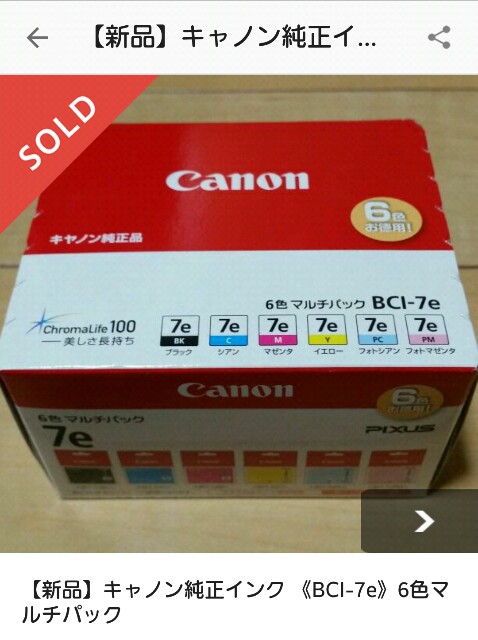 【新品】キャノン純正イ...
SOLD
Canon
6色
お徳用!
キヤノン純正品
6色 マルチパック BCI-7e
ChromaLife100
美しさ長持ち
7e 7e 7e 7e 7e 7e
BK C M Y PC PM
ブラック シアン マゼンタ イエロー フォトシアン フォトマゼンタ
Canon
6色
お徳用!
6色 マルチパック
7e
PIXUS
【新品】キャノン純正インク 《BCI-7e》6色マ
ルチパック